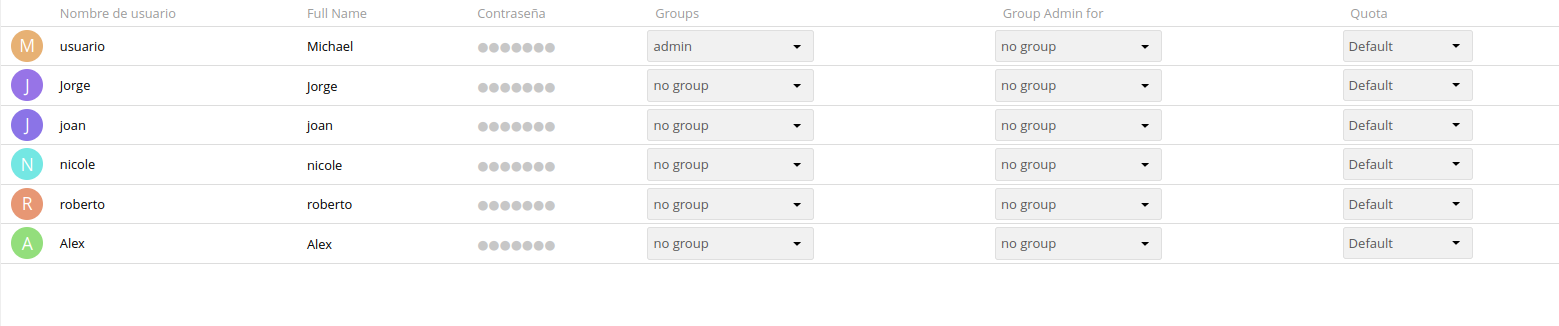 Nombre de usuario Full Name Contraseña Groups Group Admin for Quota
M usuario Michael ●●●●●●● admin no group Default
J Jorge Jorge ●●●●●●● no group no group Default
J joan joan ●●●●●●● no group no group Default
N nicole nicole ●●●●●●● no group no group Default
R roberto roberto ●●●●●●● no group no group Default
A Alex Alex ●●●●●●● no group no group Default